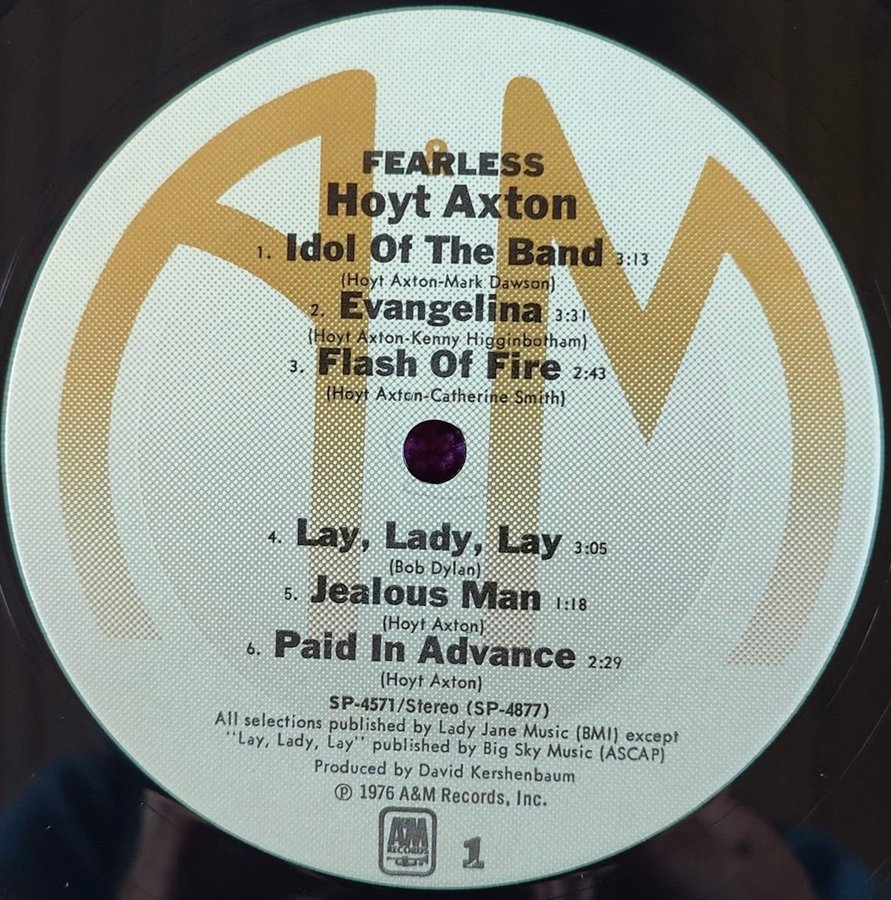 A&M
FEARLESS
Hoyt Axton
1. Idol Of The Band 3:13
(Hoyt Axton-Mark Dawson)
2. Evangelina 3:31
(Hoyt Axton-Kenny Higginbotham)
3. Flash Of Fire 2:43
(Hoyt Axton-Catherine Smith)
4. Lay, Lady, Lay 3:05
(Bob Dylan)
5. Jealous Man 1:18
(Hoyt Axton)
6. Paid In Advance 2:29
(Hoyt Axton)
SP-4571/Stereo (SP-4877)
All selections published by Lady Jane Music (BMI) except
"Lay, Lady, Lay" published by Big Sky Music (ASCAP)
Produced by David Kershenbaum
℗ 1976 A&M Records, Inc.
A&M
RECORDS
1